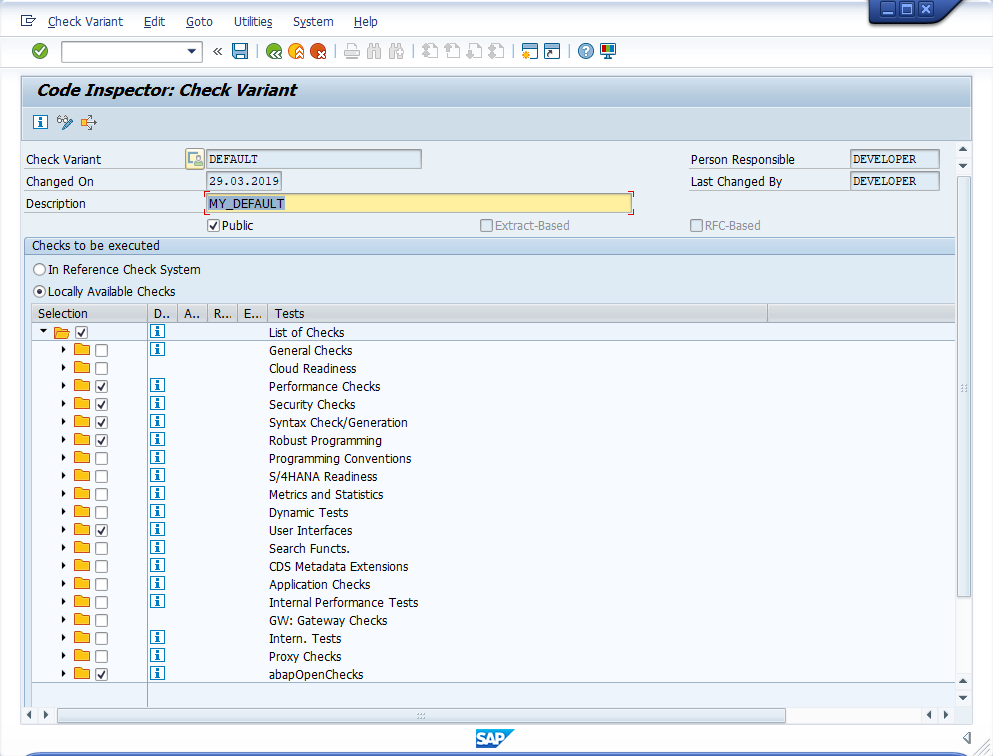 Check Variant Edit Goto Utilities System Help
Code Inspector: Check Variant
Check Variant DEFAULT Person Responsible DEVELOPER
Changed On 29.03.2019 Last Changed By DEVELOPER
Description MY_DEFAULT
Public Extract-Based RFC-Based
Checks to be executed
In Reference Check System
Locally Available Checks
Selection D.. A.. R... E... Tests
List of Checks
General Checks
Cloud Readiness
Performance Checks
Security Checks
Syntax Check/Generation
Robust Programming
Programming Conventions
S/4HANA Readiness
Metrics and Statistics
Dynamic Tests
User Interfaces
Search Functs.
CDS Metadata Extensions
Application Checks
Internal Performance Tests
GW: Gateway Checks
Intern. Tests
Proxy Checks
abapOpenChecks
SAP